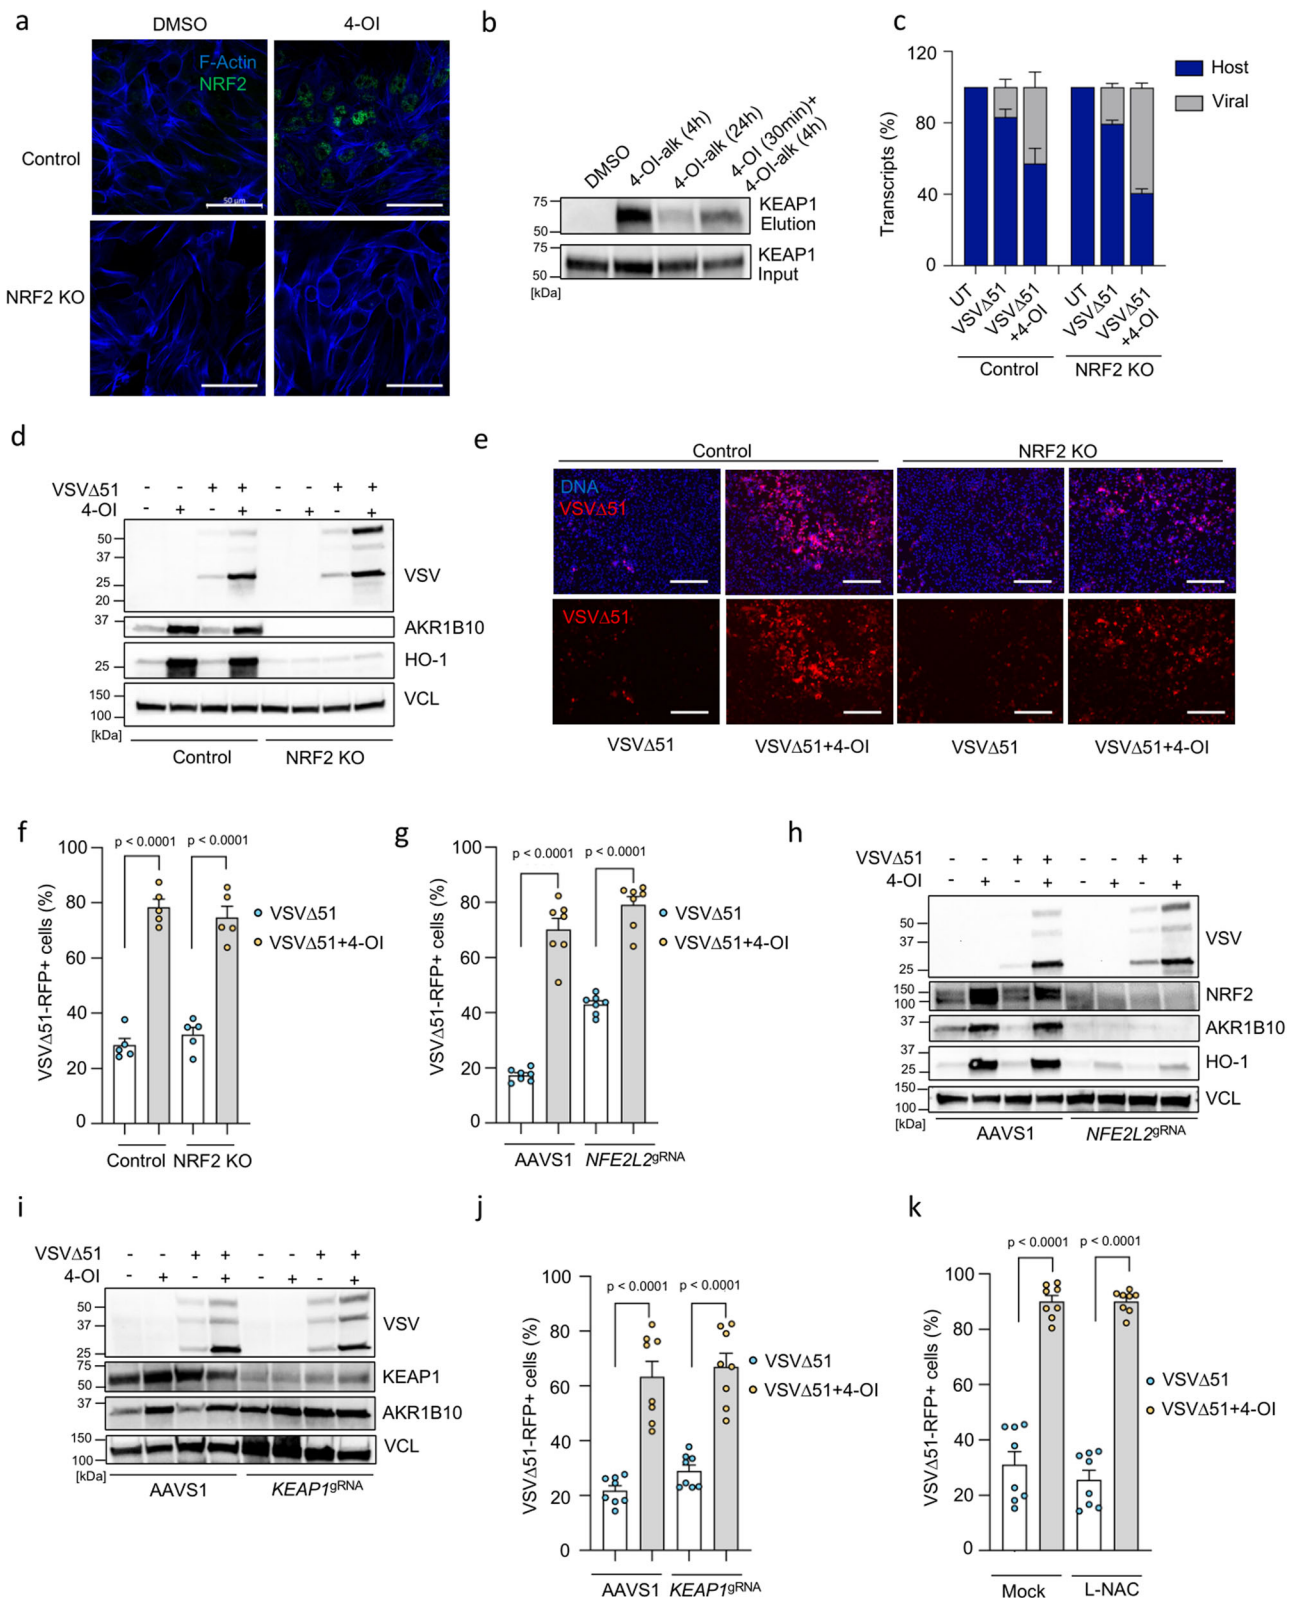 a
DMSO
4-OI
F-Actin
NRF2
Control
50 µm
NRF2 KO
b
DMSO
4-OI-alk (4h)
4-OI-alk (24h)
4-OI (30min)+
4-OI-alk (4h)
75
50
KEAP1
Elution
75
50
KEAP1
Input
[kDa]
c
120
80
40
0
Transcripts (%)
Host
Viral
UT
VSVΔ51
VSVΔ51
+4-OI
UT
VSVΔ51
VSVΔ51
+4-OI
Control
NRF2 KO
d
VSVΔ51 - - + + - - + +
4-OI - + - + - + - +
50
37
25
20
VSV
37
AKR1B10
25
HO-1
150
100
VCL
[kDa]
Control
NRF2 KO
e
Control
NRF2 KO
DNA
VSVΔ51
VSVΔ51
VSVΔ51
VSVΔ51+4-OI
VSVΔ51
VSVΔ51+4-OI
f
p < 0.0001
p < 0.0001
100
80
60
40
20
0
VSVΔ51-RFP+ cells (%)
VSVΔ51
VSVΔ51+4-OI
Control
NRF2 KO
g
p < 0.0001
p < 0.0001
100
80
60
40
20
0
VSVΔ51-RFP+ cells (%)
VSVΔ51
VSVΔ51+4-OI
AAVS1
NFE2L2gRNA
h
VSVΔ51 - - + + - - + +
4-OI - + - + - + - +
50
37
25
VSV
150
100
NRF2
37
AKR1B10
37
25
HO-1
150
100
VCL
[kDa]
AAVS1
NFE2L2gRNA
i
VSVΔ51 - - + + - - + +
4-OI - + - + - + - +
50
37
25
VSV
75
50
KEAP1
37
AKR1B10
150
100
VCL
[kDa]
AAVS1
KEAP1gRNA
j
p < 0.0001
p < 0.0001
100
80
60
40
20
0
VSVΔ51-RFP+ cells (%)
VSVΔ51
VSVΔ51+4-OI
AAVS1
KEAP1gRNA
k
p < 0.0001
p < 0.0001
100
80
60
40
20
0
VSVΔ51-RFP+ cells (%)
VSVΔ51
VSVΔ51+4-OI
Mock
L-NAC